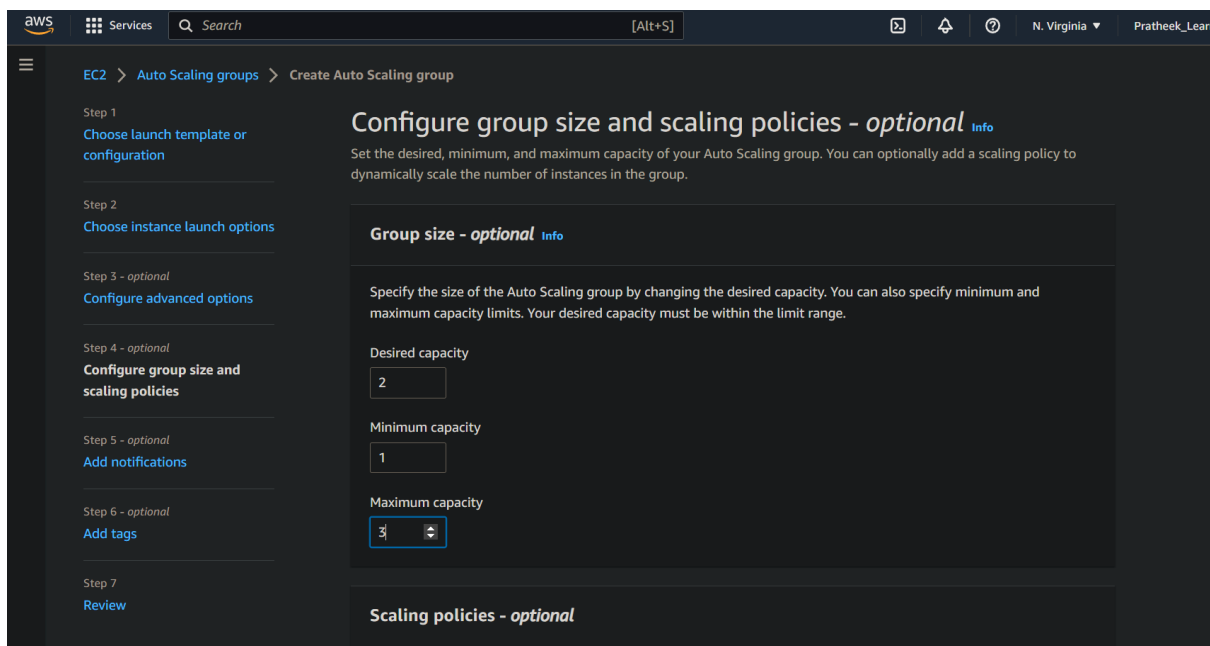 aws Services Search [Alt+S] N. Virginia ▼ Pratheek_Lear
EC2 > Auto Scaling groups > Create Auto Scaling group
Step 1
Choose launch template or
configuration
Step 2
Choose instance launch options
Step 3 - optional
Configure advanced options
Step 4 - optional
Configure group size and
scaling policies
Step 5 - optional
Add notifications
Step 6 - optional
Add tags
Step 7
Review
Configure group size and scaling policies - optional Info
Set the desired, minimum, and maximum capacity of your Auto Scaling group. You can optionally add a scaling policy to
dynamically scale the number of instances in the group.
Group size - optional Info
Specify the size of the Auto Scaling group by changing the desired capacity. You can also specify minimum and
maximum capacity limits. Your desired capacity must be within the limit range.
Desired capacity
2
Minimum capacity
1
Maximum capacity
3
Scaling policies - optional